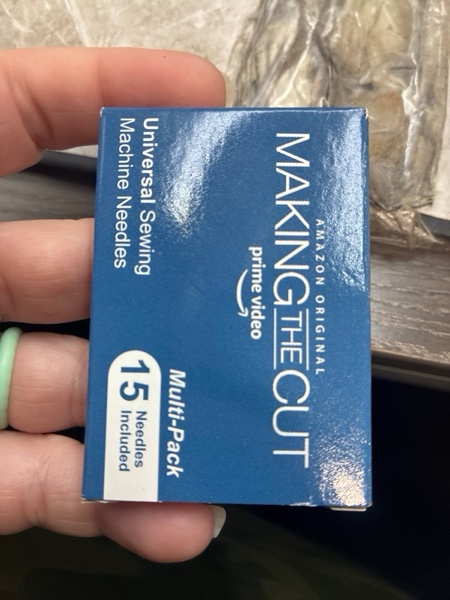 AMAZON ORIGINAL
MAKING THE CUT
prime video
Multi-Pack
Universal Sewing
Machine Needles
15 Needles
Included